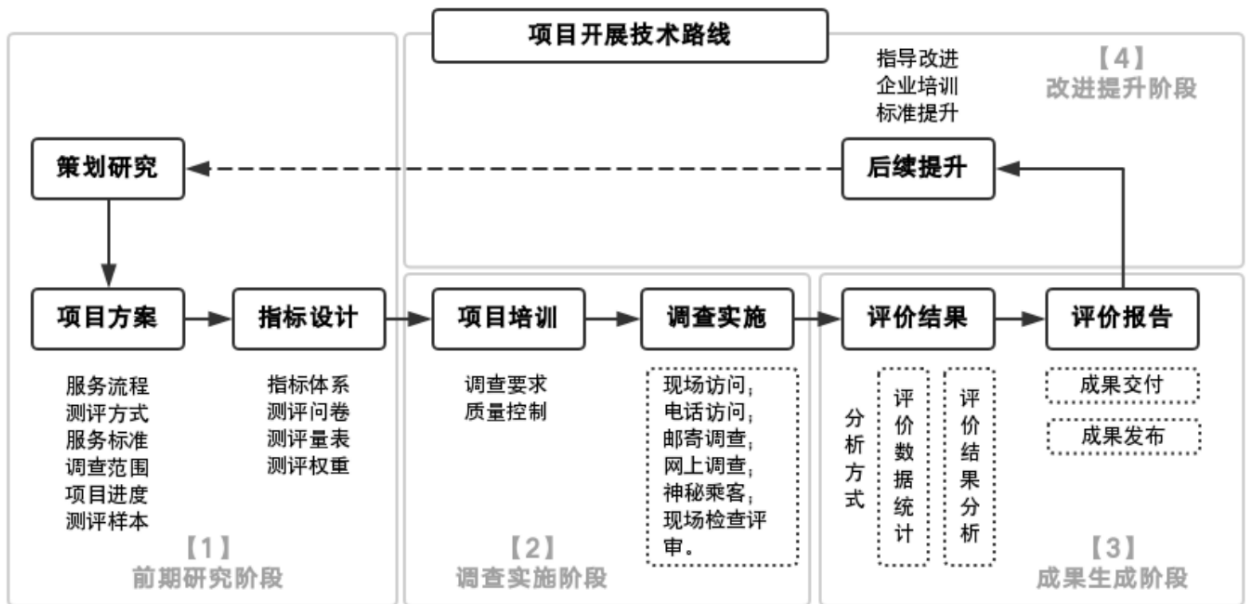 项目开展技术路线
【4】
改进提升阶段
指导改进
企业培训
标准提升
策划研究
后续提升
项目方案
指标设计
项目培训
调查实施
评价结果
评价报告
服务流程
测评方式
服务标准
调查范围
项目进度
测评样本
指标体系
测评问卷
测评量表
测评权重
调查要求
质量控制
现场访问；
电话访问；
邮寄调查；
网上调查；
神秘乘客；
现场检查评
审。
分析方式
评价数据统计
评价结果分析
成果交付
成果发布
【1】
前期研究阶段
【2】
调查实施阶段
【3】
成果生成阶段